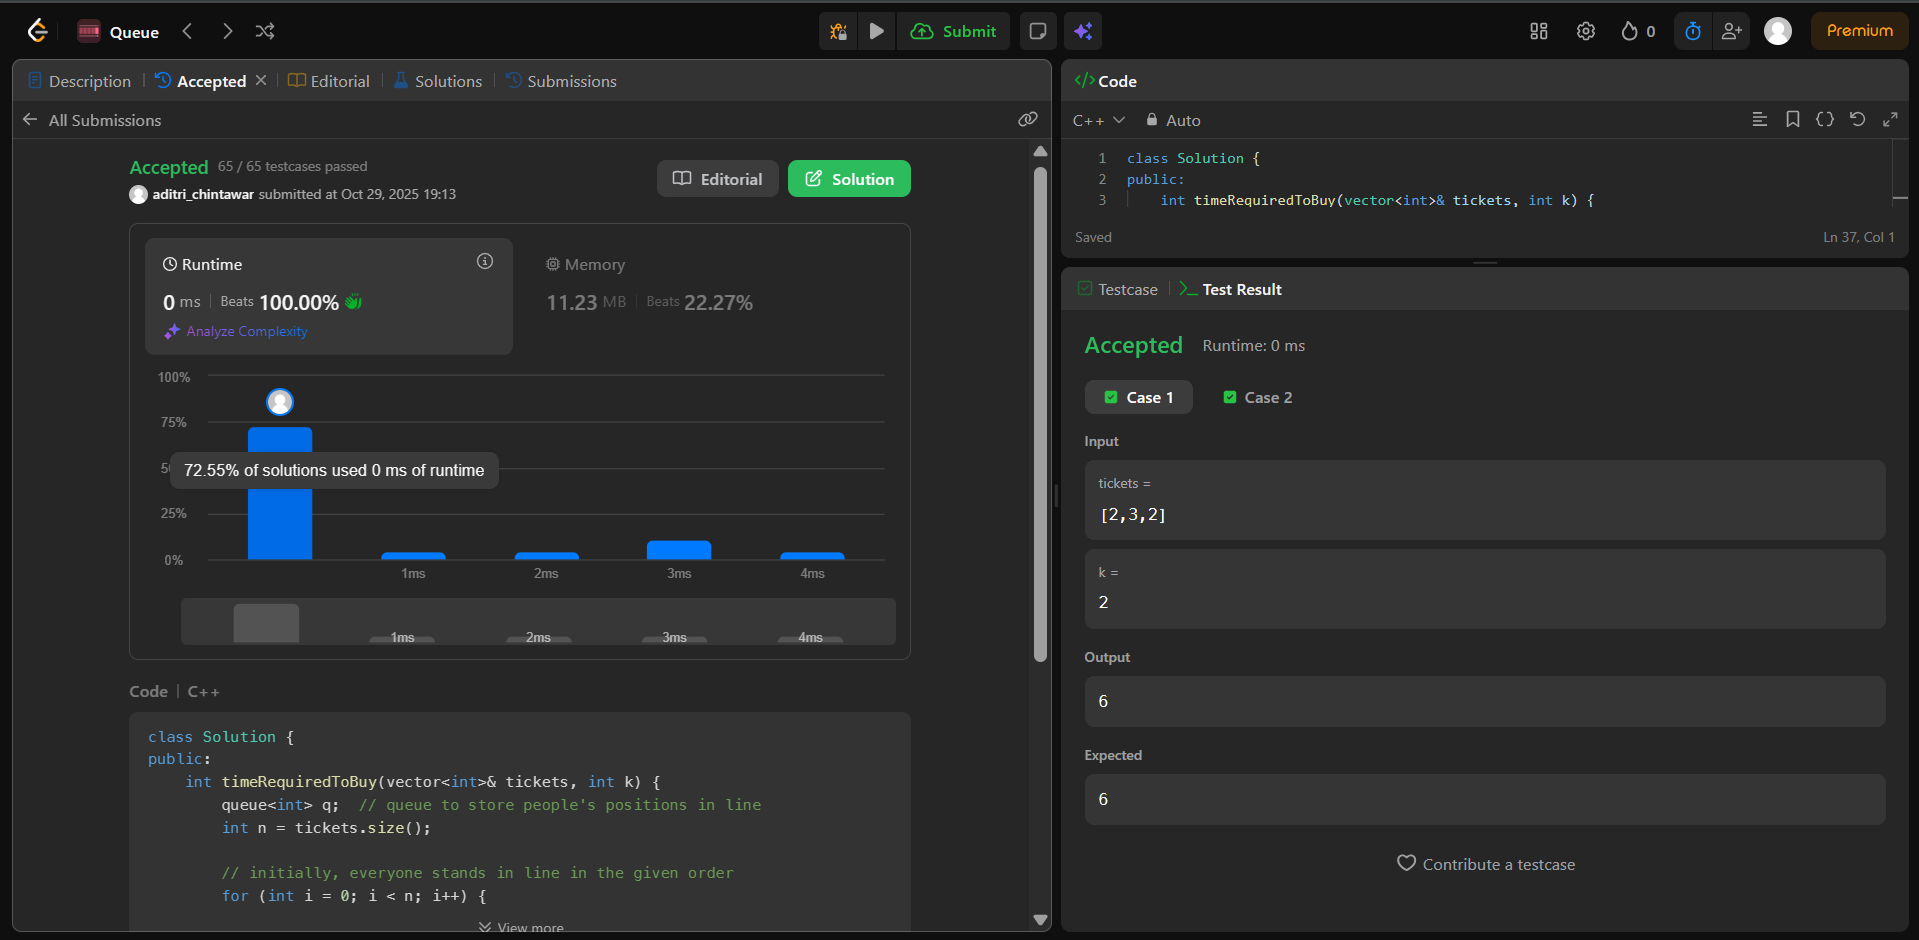 Queue
Submit
0
Premium
Description
Accepted
Editorial
Solutions
Submissions
All Submissions
Accepted 65 / 65 testcases passed
aditri_chintawar submitted at Oct 29, 2025 19:13
Editorial
Solution
Runtime
0 ms | Beats 100.00%
Analyze Complexity
Memory
11.23 MB | Beats 22.27%
100%
75%
5
72.55% of solutions used 0 ms of runtime
25%
0%
1ms 2ms 3ms 4ms
1ms 2ms 3ms 4ms
Code | C++
class Solution {
public:
    int timeRequiredToBuy(vector<int>& tickets, int k) {
        queue<int> q;  // queue to store people's positions in line
        int n = tickets.size();

        // initially, everyone stands in line in the given order
        for (int i = 0; i < n; i++) {
View more
</> Code
C++
Auto
1 class Solution {
2 public:
3     int timeRequiredToBuy(vector<int>& tickets, int k) {
Saved
Ln 37, Col 1
Testcase
Test Result
Accepted Runtime: 0 ms
Case 1
Case 2
Input
tickets =
[2,3,2]
k =
2
Output
6
Expected
6
Contribute a testcase